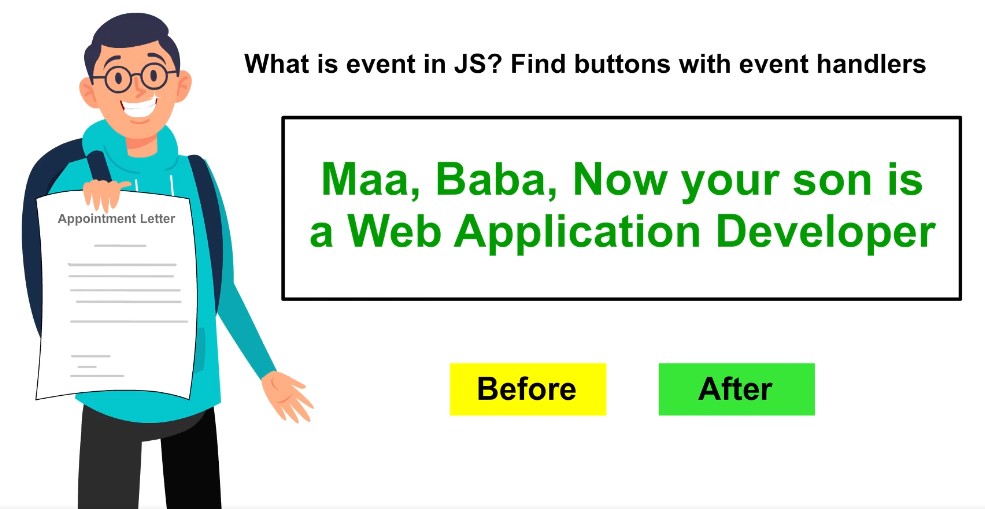 What is event in JS? Find buttons with event handlers
Maa, Baba, Now your son is
a Web Application Developer
Appointment Letter
Before
After